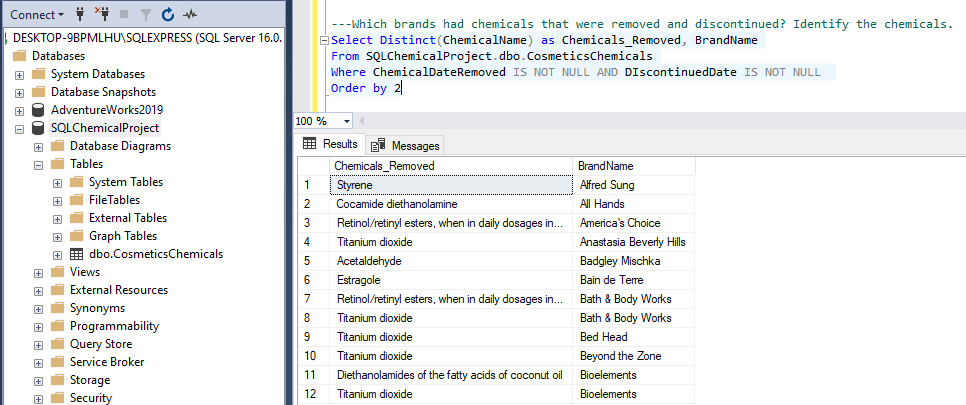 Connect
DESKTOP-9BPMLHU\SQLEXPRESS (SQL Server 16.0.
Databases
System Databases
Database Snapshots
AdventureWorks2019
SQLChemicalProject
Database Diagrams
Tables
System Tables
FileTables
External Tables
Graph Tables
dbo.CosmeticsChemicals
Views
External Resources
Synonyms
Programmability
Query Store
Service Broker
Storage
Security
---Which brands had chemicals that were removed and discontinued? Identify the chemicals.
Select Distinct(ChemicalName) as Chemicals_Removed, BrandName
From SQLChemicalProject.dbo.CosmeticsChemicals
Where ChemicalDateRemoved IS NOT NULL AND DIscontinuedDate IS NOT NULL
Order by 2
100 %
Results Messages
Chemicals_Removed BrandName
1 Styrene Alfred Sung
2 Cocamide diethanolamine All Hands
3 Retinol/retinyl esters, when in daily dosages in... America's Choice
4 Titanium dioxide Anastasia Beverly Hills
5 Acetaldehyde Badgley Mischka
6 Estragole Bain de Terre
7 Retinol/retinyl esters, when in daily dosages in... Bath & Body Works
8 Titanium dioxide Bath & Body Works
9 Titanium dioxide Bed Head
10 Titanium dioxide Beyond the Zone
11 Diethanolamides of the fatty acids of coconut oil Bioelements
12 Titanium dioxide Bioelements